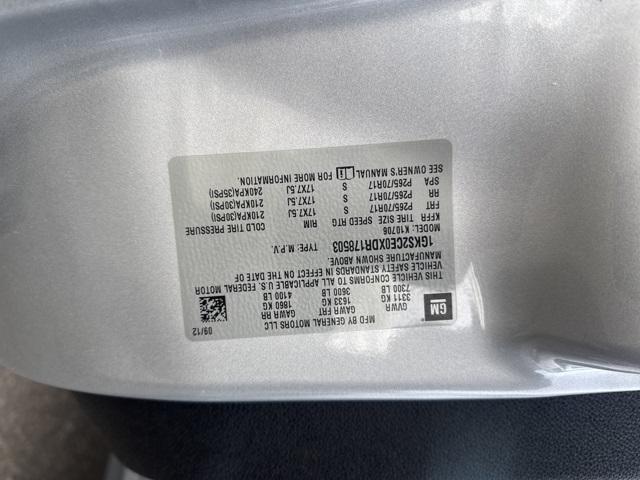 GM
MFD BY GENERAL MOTORS LLC
09/12
GVWR GAWR FRT GAWR RR
3311 KG 1633 KG 1860 KG
7300 LB 3600 LB 4100 LB
THIS VEHICLE CONFORMS TO ALL APPLICABLE U.S. FEDERAL MOTOR
VEHICLE SAFETY STANDARDS IN EFFECT ON THE DATE OF
MANUFACTURE SHOWN ABOVE.
1GKS2CE0XDR178503 TYPE: M.P.V.
MODEL: K10706
KFFR TIRE SIZE SPEED RTG RIM COLD TIRE PRESSURE
FRT P265/70R17 S 17X7.5J 210KPA(30PSI)
RR P265/70R17 S 17X7.5J 210KPA(30PSI)
SPA P265/70R17 S 17X7.5J 240KPA(35PSI)
SEE OWNER'S MANUAL FOR MORE INFORMATION.